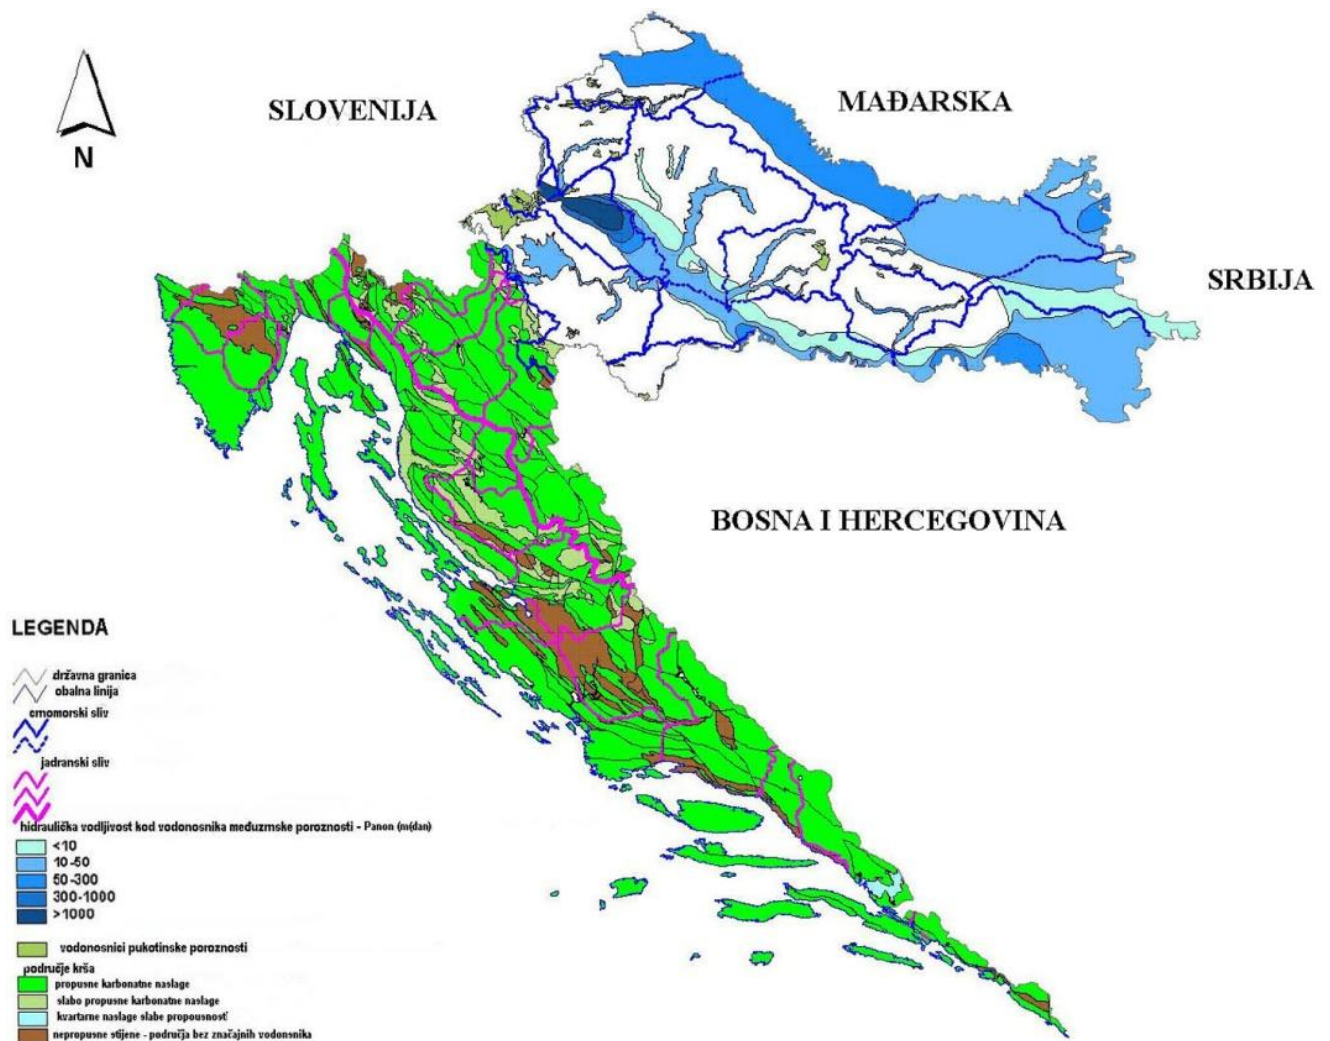 SLOVENIJA
MAĐARSKA
N
SRBIJA
BOSNA I HERCEGOVINA
LEGENDA
državna granica
obalna linija
crnomorski sliv
jadranski sliv
hidraulička vodljivost kod vodonosnika međuzrnske poroznosti - Panon (m/dan)
<10
10-50
50-300
300-1000
>1000
vodonosnici pukotinske poroznosti
područje krša
propusne karbonatne naslage
slabo propusne karbonatne naslage
kvartarne naslage slabe propousnosti
nepropusne stijene - područja bez značajnih vodonsnika